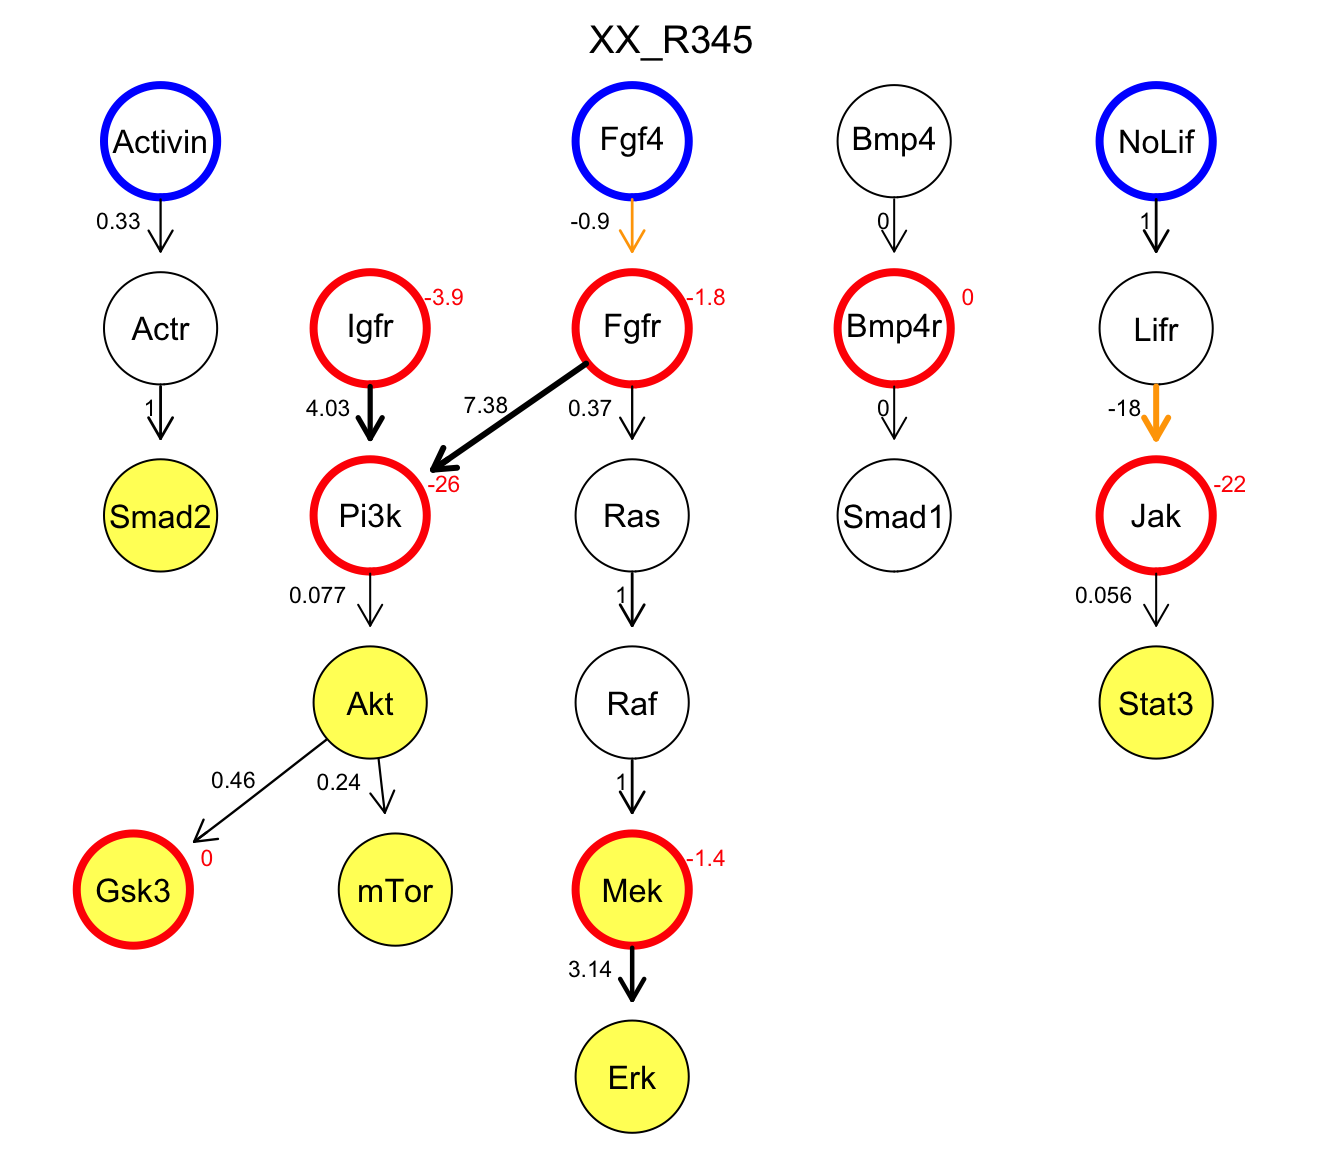 XX_R345
Activin
Fgf4
Bmp4
NoLif
0.33
-0.9
0
1
-3.9
-1.8
0
Actr
Igfr
Fgfr
Bmp4r
Lifr
1
4.03
7.38
0.37
0
-18
-26
-22
Smad2
Pi3k
Ras
Smad1
Jak
0.077
1
0.056
Akt
Raf
Stat3
0.46
0.24
1
0
-1.4
Gsk3
mTor
Mek
3.14
Erk